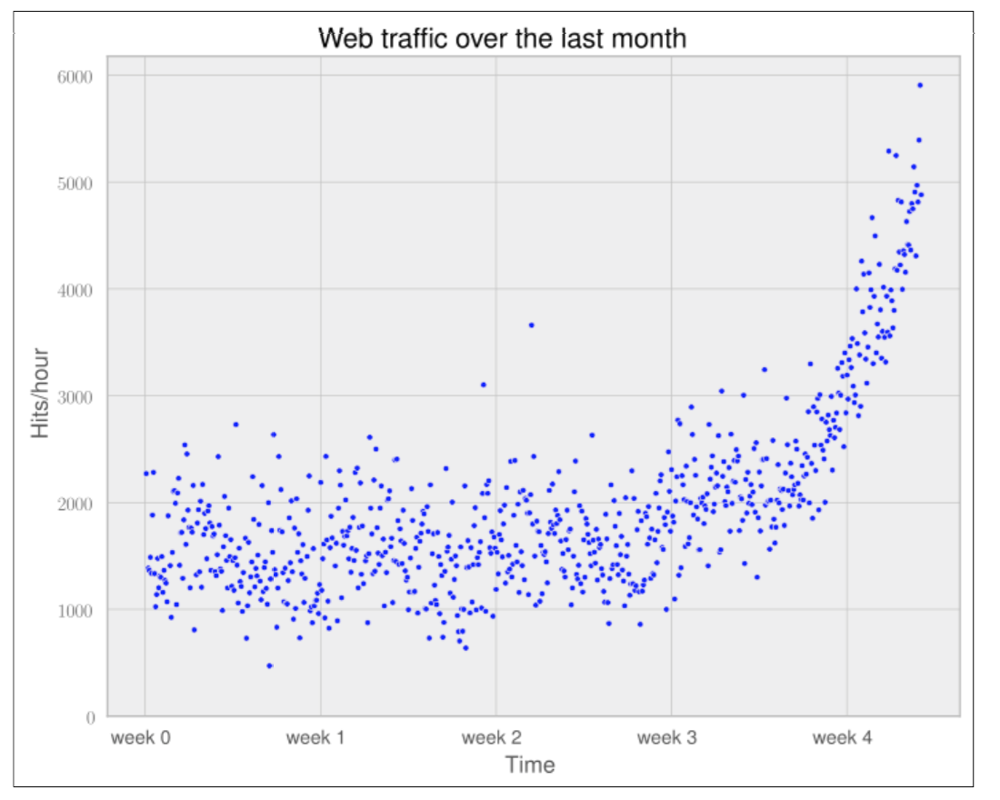 Web traffic over the last month
6000
5000
4000
3000
2000
1000
0
Hits/hour
week 0
week 1
week 2
week 3
week 4
Time